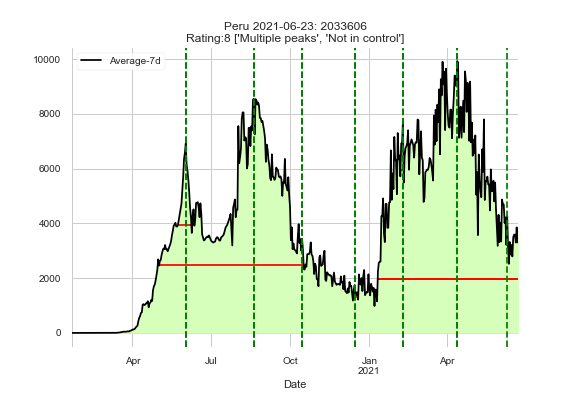 Peru 2021-06-23: 2033606
Rating:8 ['Multiple peaks', 'Not in control']
Average-7d
10000
8000
6000
4000
2000
0
Apr
Jul
Oct
Jan
2021
Apr
Date